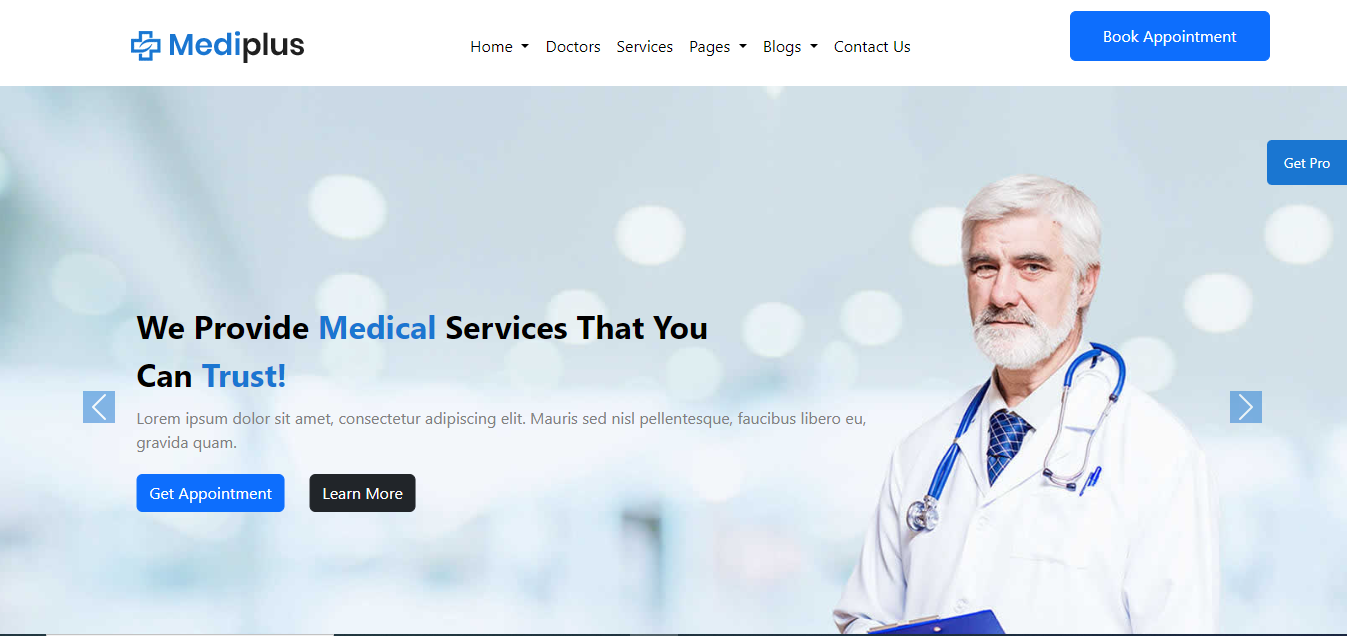 Mediplus
Home Doctors Services Pages Blogs Contact Us
Book Appointment
Get Pro
We Provide Medical Services That You
Can Trust!
Lorem ipsum dolor sit amet, consectetur adipiscing elit. Mauris sed nisl pellentesque, faucibus libero eu,
gravida quam.
Get Appointment Learn More